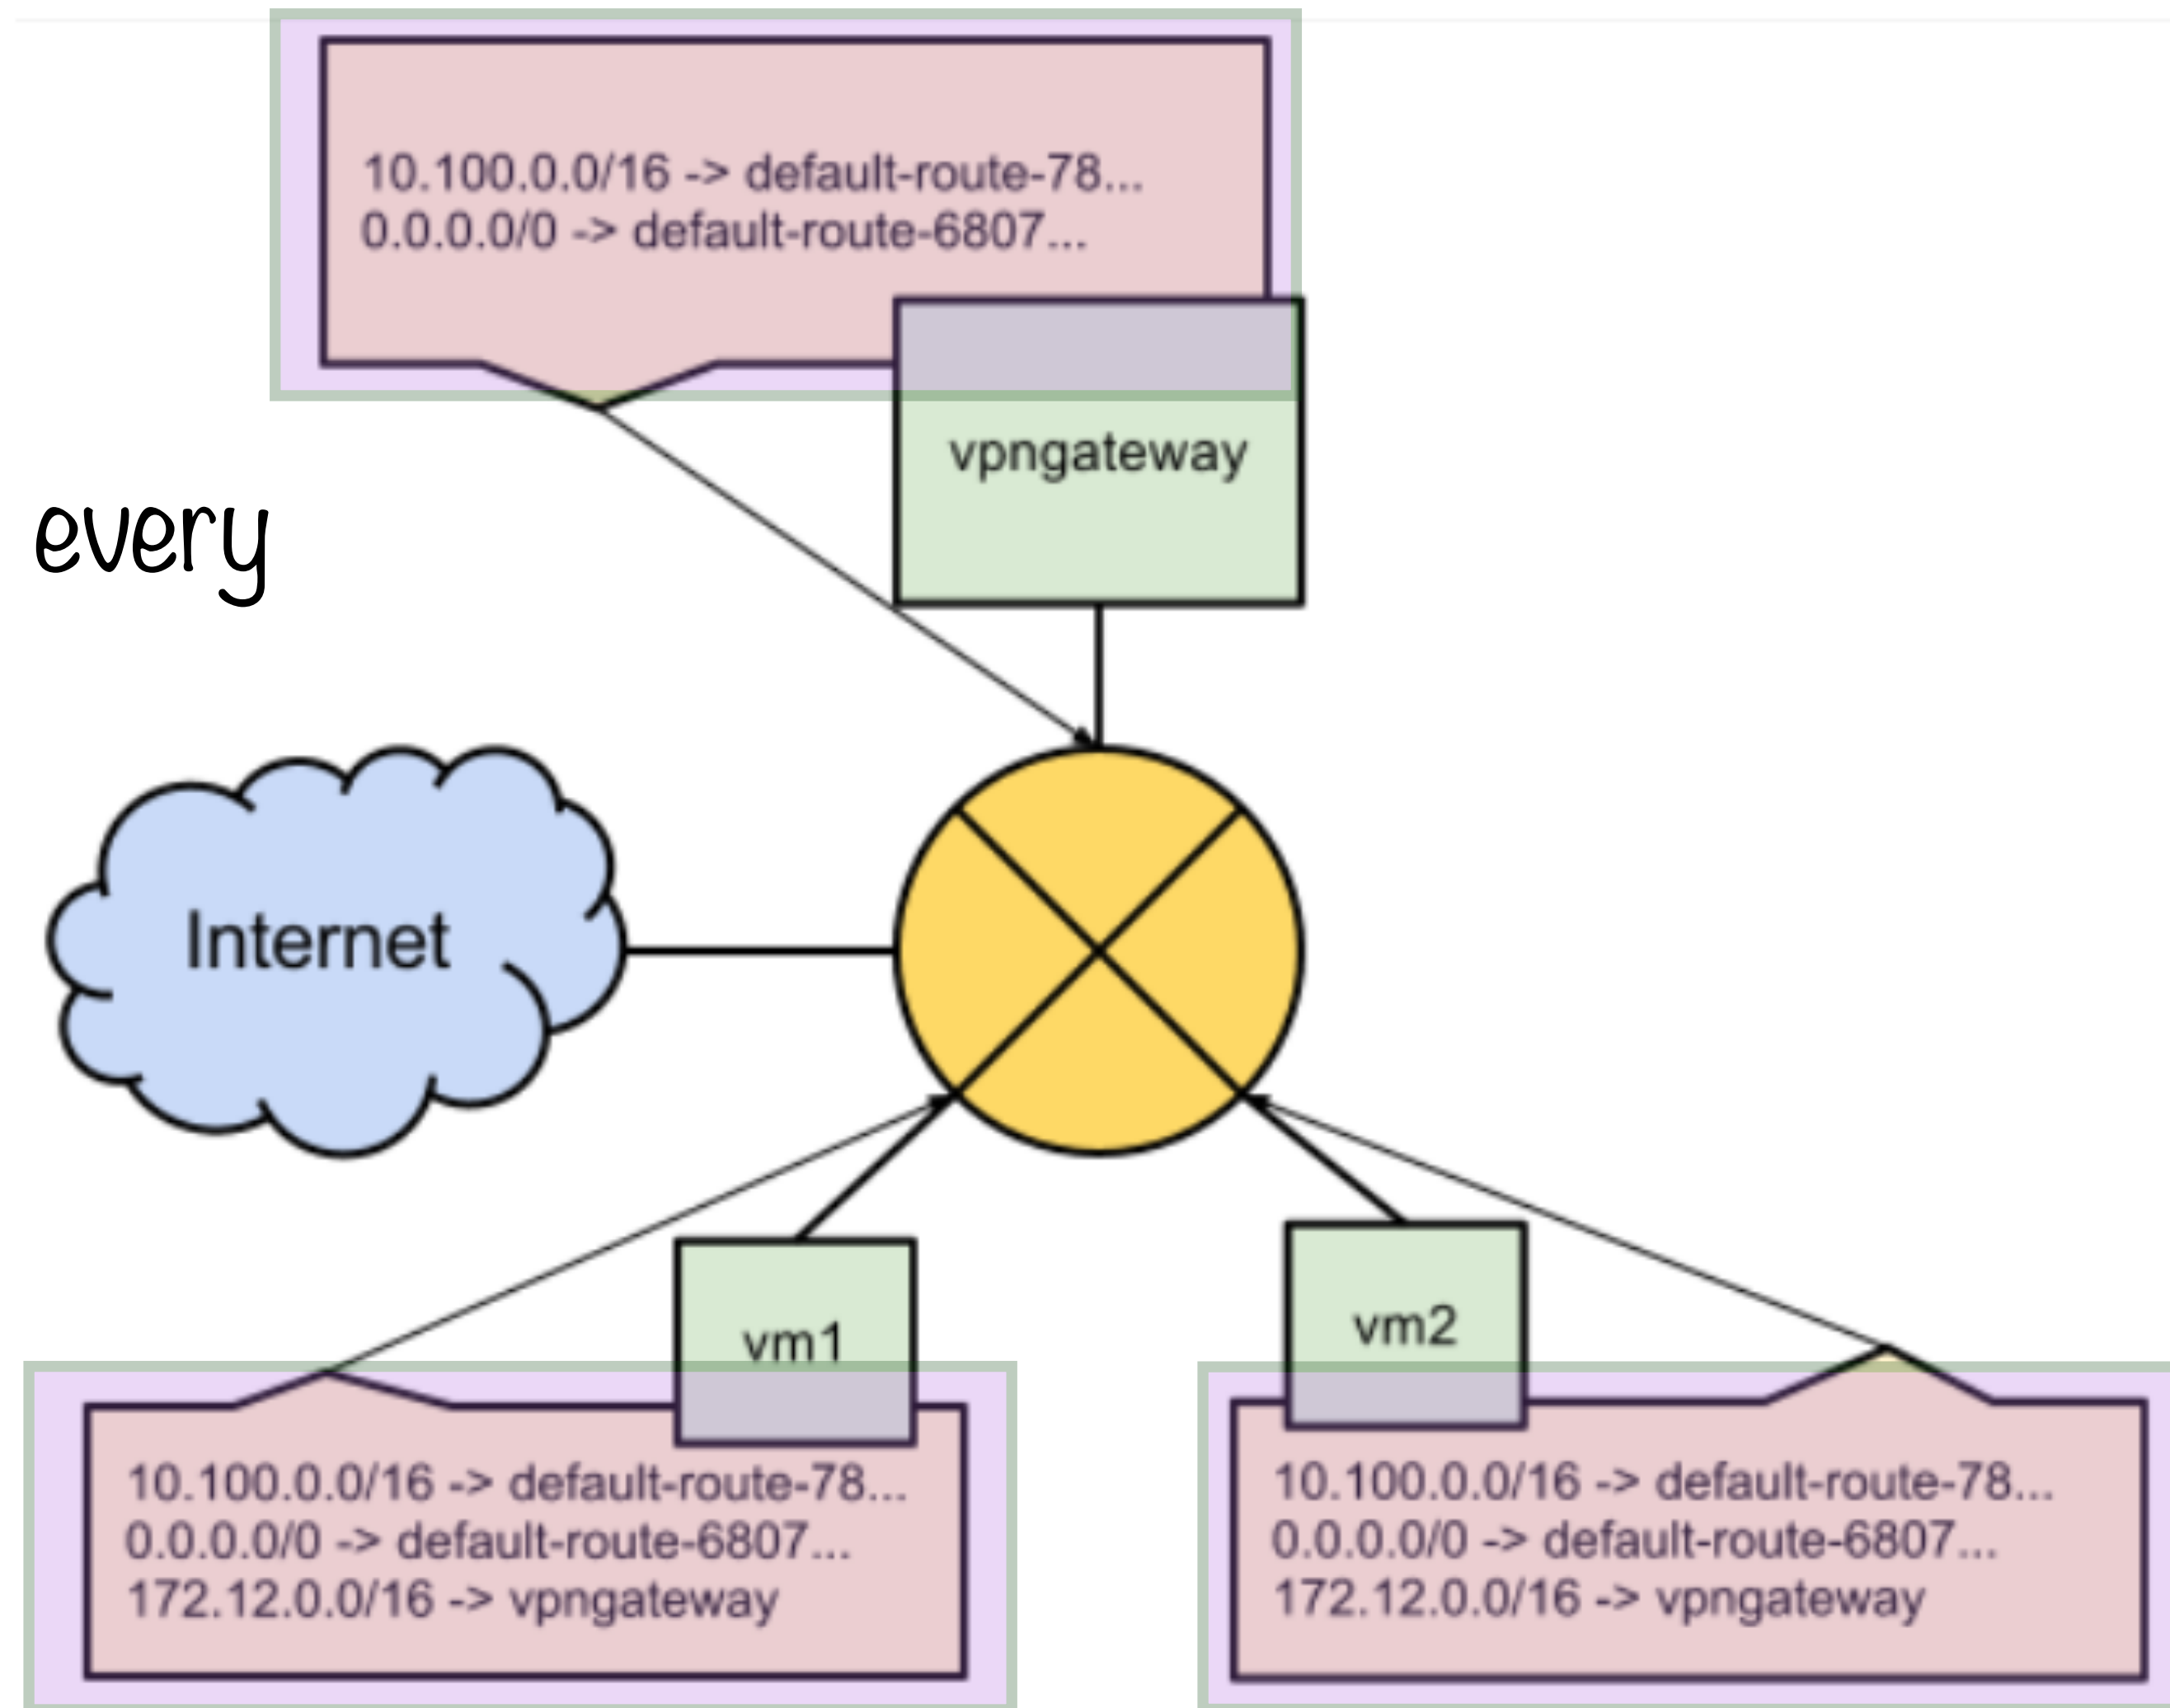 10.100.0.0/16 -> default-route-78...
0.0.0.0/0 -> default-route-6807...
vpngateway
every
Internet
vm1
vm2
10.100.0.0/16 -> default-route-78...
0.0.0.0/0 -> default-route-6807...
172.12.0.0/16 -> vpngateway
10.100.0.0/16 -> default-route-78...
0.0.0.0/0 -> default-route-6807...
172.12.0.0/16 -> vpngateway